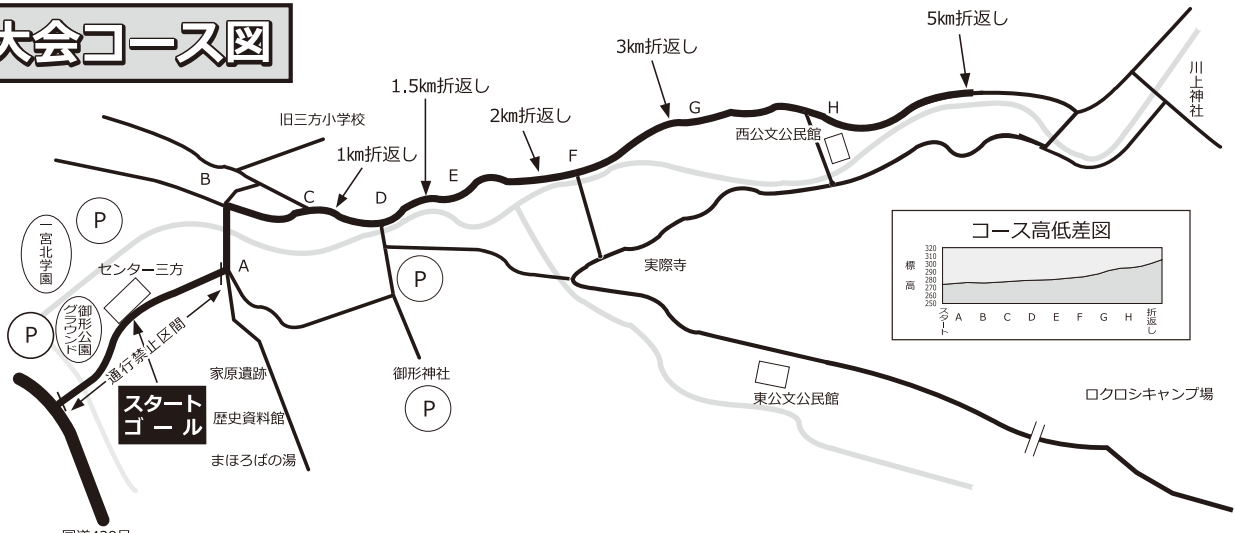 大会コース図
5km折返し
3km折返し
1.5km折返し
2km折返し
旧三方小学校
1km折返し
川上神社
西公文公民館
A
B
C
D
E
F
G
H
P
P
P
P
一宮北学園
センター三方
御形公園
グラウンド
通行禁止区間
スタート
ゴール
家原遺跡
歴史資料館
まほろばの湯
御形神社
実際寺
東公文公民館
ロクロシキャンプ場
コース高低差図
標高
320
310
300
290
280
270
260
250
スタート A B C D E F G H 折返し